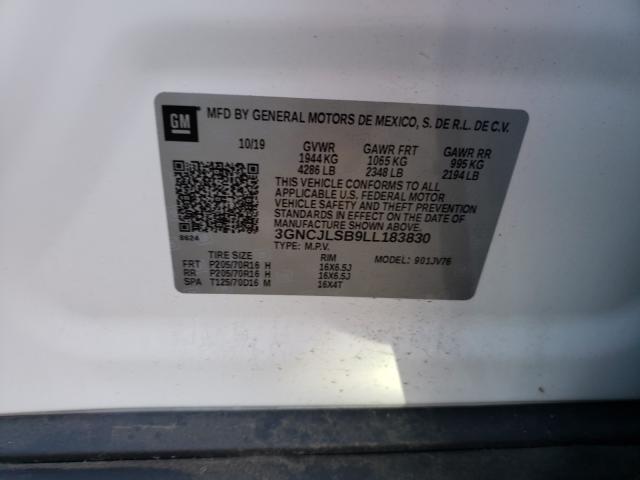 GM MFD BY GENERAL MOTORS DE MEXICO, S. DE R.L. DE C.V.
10/19 GVWR GAWR FRT GAWR RR
1944 KG 1065 KG 995 KG
4286 LB 2348 LB 2194 LB
THIS VEHICLE CONFORMS TO ALL
APPLICABLE U.S. FEDERAL MOTOR
VEHICLE SAFETY AND THEFT PREVENTION
STANDARDS IN EFFECT ON THE DATE OF
MANUFACTURE SHOWN ABOVE.
3GNCJLSB9LL183830
TYPE: M.P.V. MODEL: 901JV76
TIRE SIZE RIM
FRT P205/70R16 H 16X6.5J
RR P205/70R16 H 16X6.5J
SPA T125/70D16 M 16X4T